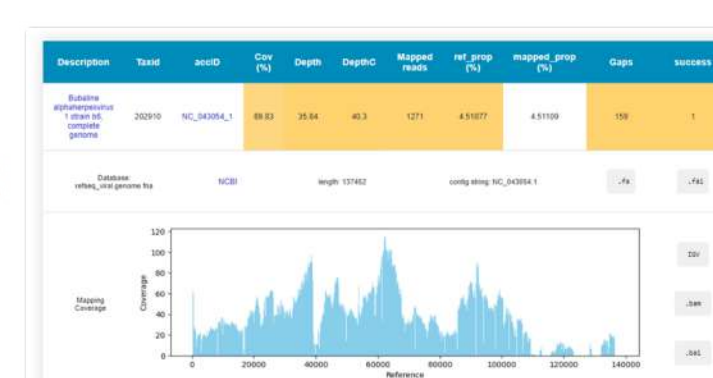 Description Taxid accID Cov (%) Depth DepthC Mapped reads ref_prop (%) mapped_prop (%) Gaps success
Bubaline
alphaherpesvirus
1 strain b6,
complete
genome
202910 NC_043054_1 69.83 35.84 40.3 1271 4.51077 4.51109 159 1
Database:
refseq_viral.genome.fna
NCBI length: 137452 contig string: NC_043054.1 .fa .fai
Mapping
Coverage
Coverage
120
100
80
60
40
20
0
0 20000 40000 60000 80000 100000 120000 140000
Reference
IGV
.bam
.bai